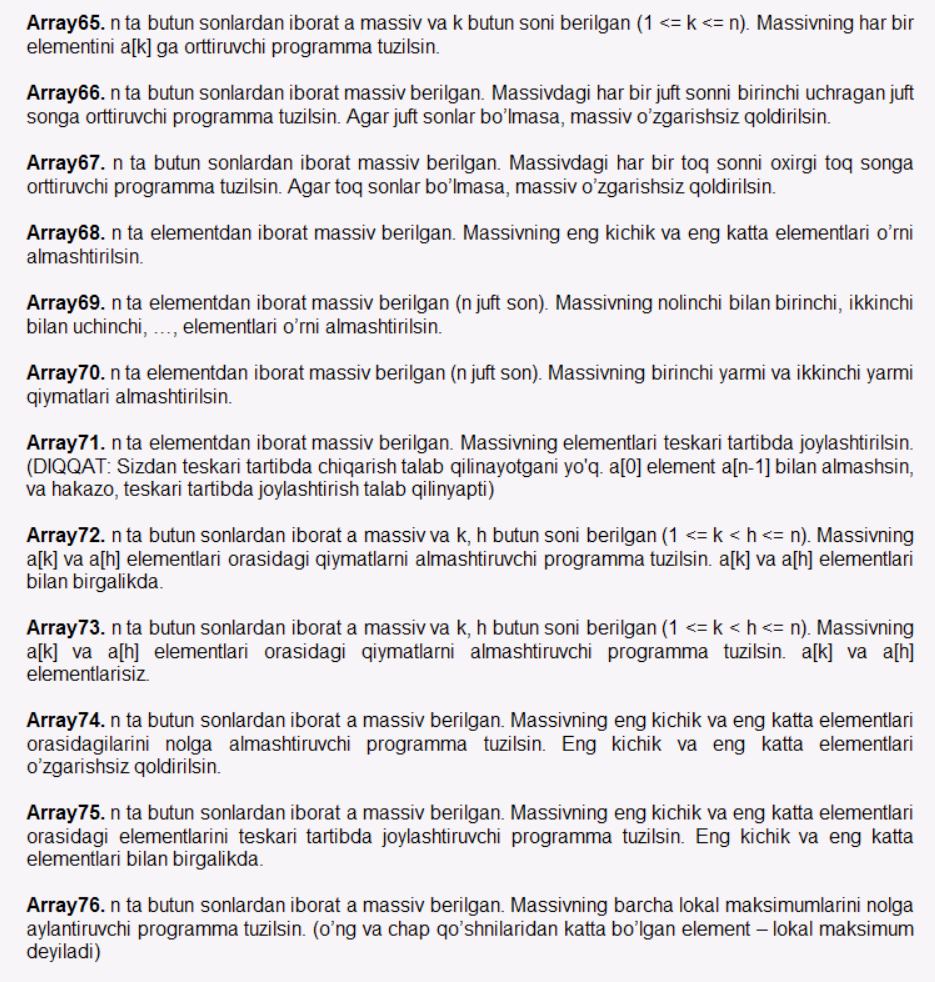 Array65. n ta butun sonlardan iborat a massiv va k butun soni berilgan (1 <= k <= n). Massivning har bir
elementini a[k] ga orttiruvchi programma tuzilsin.
Array66. n ta butun sonlardan iborat massiv berilgan. Massivdagi har bir juft sonni birinchi uchragan juft
songa orttiruvchi programma tuzilsin. Agar juft sonlar bo’lmasa, massiv o’zgarishsiz qoldirilsin.
Array67. n ta butun sonlardan iborat massiv berilgan. Massivdagi har bir toq sonni oxirgi toq songa
orttiruvchi programma tuzilsin. Agar toq sonlar bo’lmasa, massiv o’zgarishsiz qoldirilsin.
Array68. n ta elementdan iborat massiv berilgan. Massivning eng kichik va eng katta elementlari o’rni
almashtirilsin.
Array69. n ta elementdan iborat massiv berilgan (n juft son). Massivning nolinchi bilan birinchi, ikkinchi
bilan uchinchi, …, elementlari o’rni almashtirilsin.
Array70. n ta elementdan iborat massiv berilgan (n juft son). Massivning birinchi yarmi va ikkinchi yarmi
qiymatlari almashtirilsin.
Array71. n ta elementdan iborat massiv berilgan. Massivning elementlari teskari tartibda joylashtirilsin.
(DIQQAT: Sizdan teskari tartibda chiqarish talab qilinayotgani yo'q. a[0] element a[n-1] bilan almashsin,
va hakazo, teskari tartibda joylashtirish talab qilinyapti)
Array72. n ta butun sonlardan iborat a massiv va k, h butun soni berilgan (1 <= k < h <= n). Massivning
a[k] va a[h] elementlari orasidagi qiymatlarni almashtiruvchi programma tuzilsin. a[k] va a[h] elementlari
bilan birgalikda.
Array73. n ta butun sonlardan iborat a massiv va k, h butun soni berilgan (1 <= k < h <= n). Massivning
a[k] va a[h] elementlari orasidagi qiymatlarni almashtiruvchi programma tuzilsin. a[k] va a[h]
elementlarisiz.
Array74. n ta butun sonlardan iborat a massiv berilgan. Massivning eng kichik va eng katta elementlari
orasidagilarini nolga almashtiruvchi programma tuzilsin. Eng kichik va eng katta elementlari
o’zgarishsiz qoldirilsin.
Array75. n ta butun sonlardan iborat a massiv berilgan. Massivning eng kichik va eng katta elementlari
orasidagi elementlarini teskari tartibda joylashtiruvchi programma tuzilsin. Eng kichik va eng katta
elementlari bilan birgalikda.
Array76. n ta butun sonlardan iborat a massiv berilgan. Massivning barcha lokal maksimumlarini nolga
aylantiruvchi programma tuzilsin. (o’ng va chap qo’shnilaridan katta bo’lgan element – lokal maksimum
deyiladi)